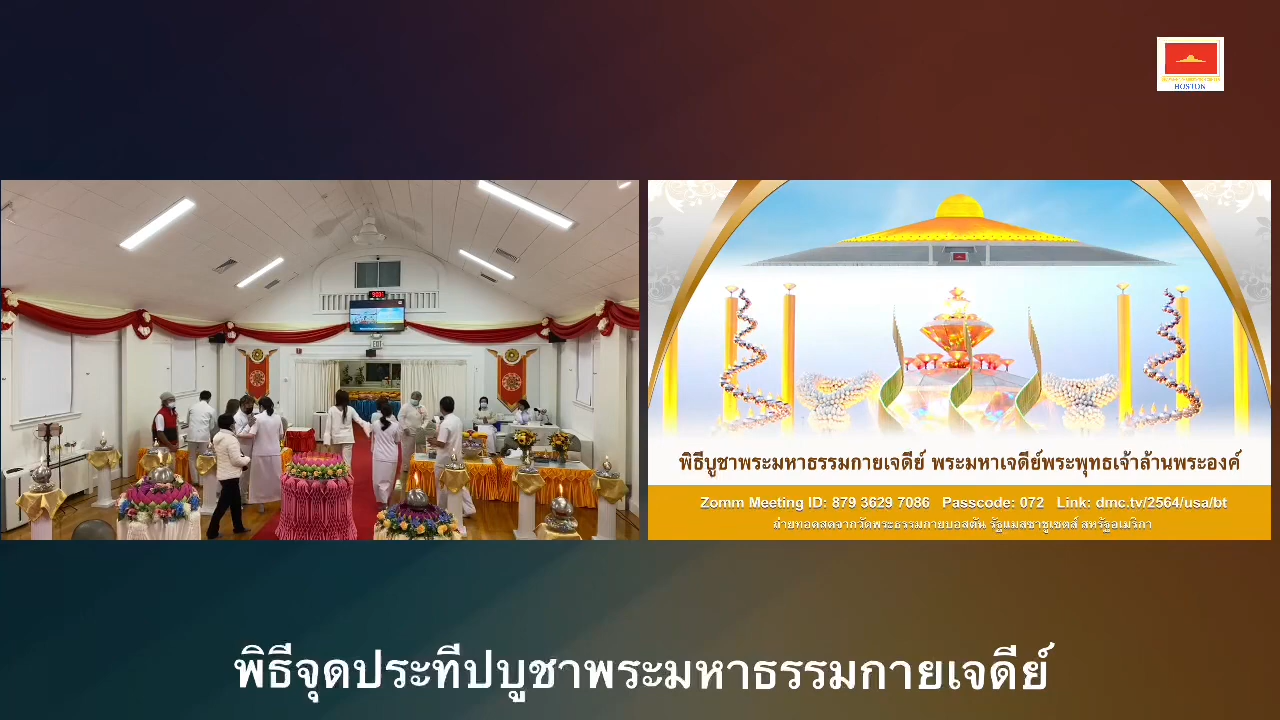 BOSTON
EXIT
พิธีบูชาพระมหาธรรมกายเจดีย์ พระมหาเจดีย์พระพุทธเจ้าล้านพระองค์
Zomm Meeting ID: 879 3629 7086 Passcode: 072 Link: dmc.tv/2564/usa/bt
ถ่ายทอดสดจากวัดพระธรรมกายบอสตัน รัฐแมสซาชูเซตส์ สหรัฐอเมริกา
พิธีจุดประทีปบูชาพระมหาธรรมกายเจดีย์